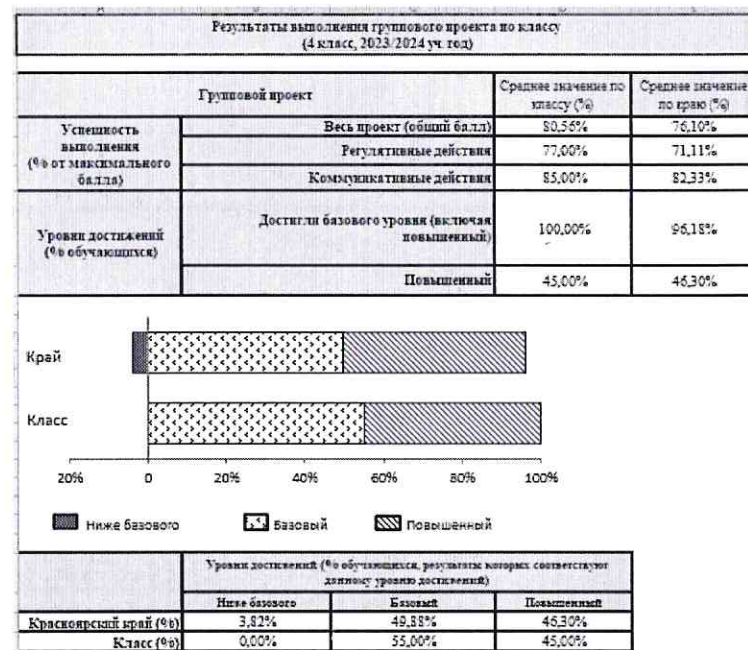 Результаты выполнения группового проекта по классу
(4 класс, 2023/2024 уч. год)
Групповой проект
Среднее значение по классу (%)
Среднее значение по краю (%)
Успешность выполнения (% от максимального балла)
Весь проект (общий балл) 80,56% 76,10%
Регулятивные действия 77,00% 71,11%
Коммуникативные действия 85,00% 82,33%
Уровни достижений (% обучающихся)
Достигли базового уровня (включая повышенный) 100,00% 96,18%
Повышенный 45,00% 46,30%
Край
Класс
20% 0 20% 40% 60% 80% 100%
Ниже базового Базовый Повышенный
Уровни достижений (% обучающихся, результаты которых соответствуют
данному уровню достижений)
Ниже базового Базовый Повышенный
Красноярский край (%) 3,82% 49,88% 46,30%
Класс (%) 0,00% 55,00% 45,00%